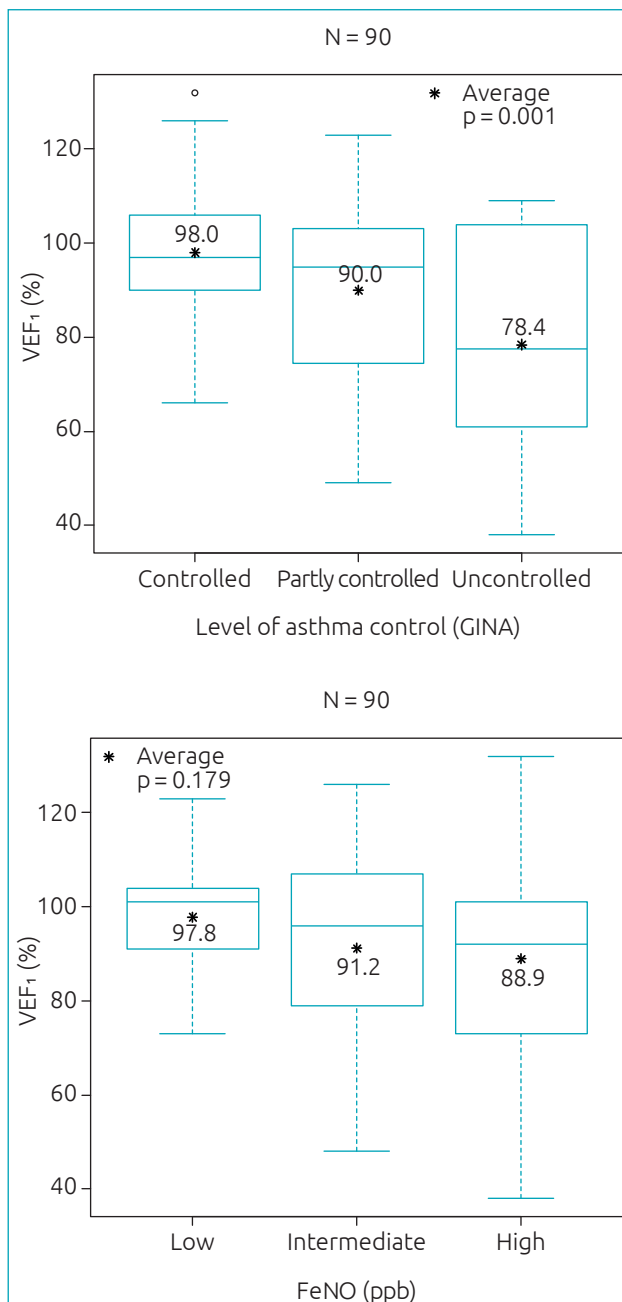 N = 90
* Average
p = 0.001
VEF₁ (%)
120
100
80
60
40
98.0
90.0
78.4
Controlled Partly controlled Uncontrolled
Level of asthma control (GINA)
N = 90
* Average
p = 0.179
VEF₁ (%)
120
100
80
60
40
97.8
91.2
88.9
Low Intermediate High
FeNO (ppb)